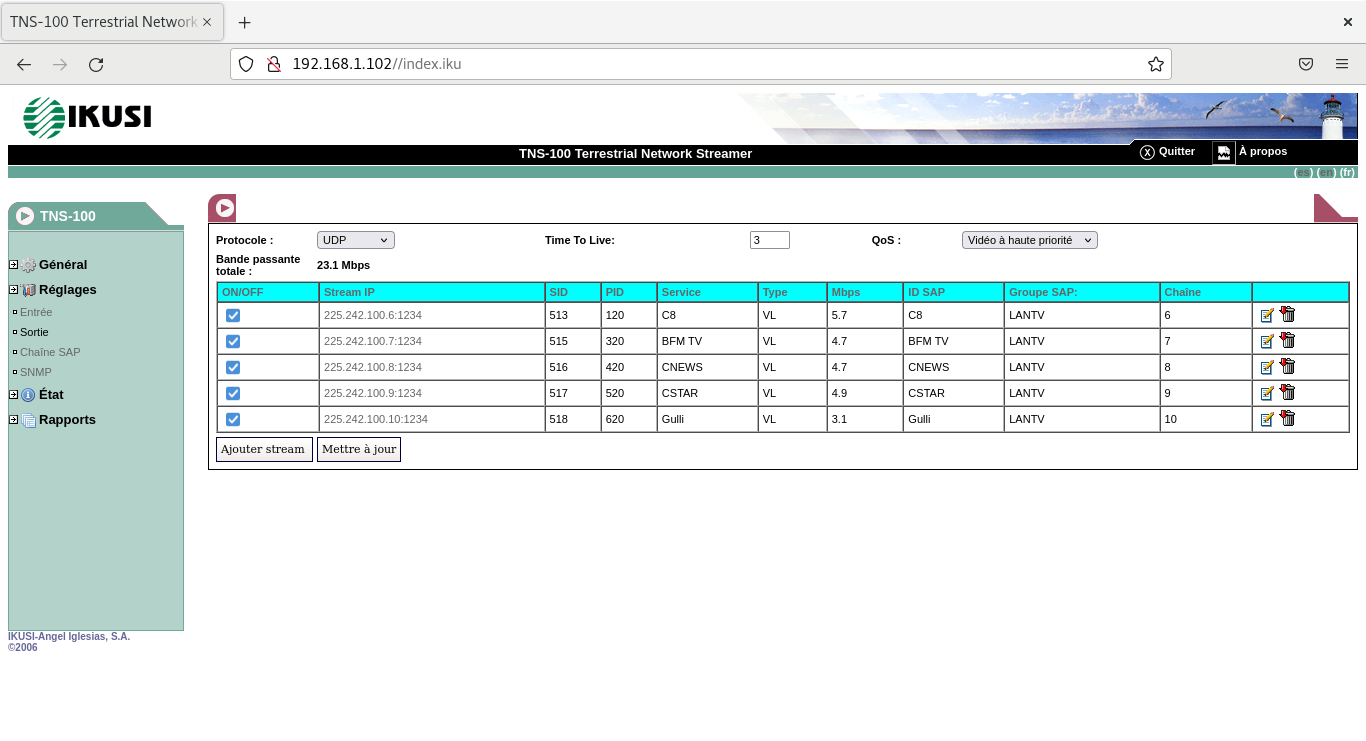 TNS-100 Terrestrial Network
192.168.1.102//index.iku
IKUSI
TNS-100 Terrestrial Network Streamer
X Quitter
À propos
(es) (en) (fr)
TNS-100
Général
Réglages
Entrée
Sortie
Chaîne SAP
SNMP
État
Rapports
IKUSI-Angel Iglesias, S.A.
©2006
Protocole : UDP Time To Live: 3 QoS : Vidéo à haute priorité
Bande passante
totale : 23.1 Mbps
ON/OFF Stream IP SID PID Service Type Mbps ID SAP Groupe SAP: Chaîne
225.242.100.6:1234 513 120 C8 VL 5.7 C8 LANTV 6
225.242.100.7:1234 515 320 BFM TV VL 4.7 BFM TV LANTV 7
225.242.100.8:1234 516 420 CNEWS VL 4.7 CNEWS LANTV 8
225.242.100.9:1234 517 520 CSTAR VL 4.9 CSTAR LANTV 9
225.242.100.10:1234 518 620 Gulli VL 3.1 Gulli LANTV 10
Ajouter stream Mettre à jour